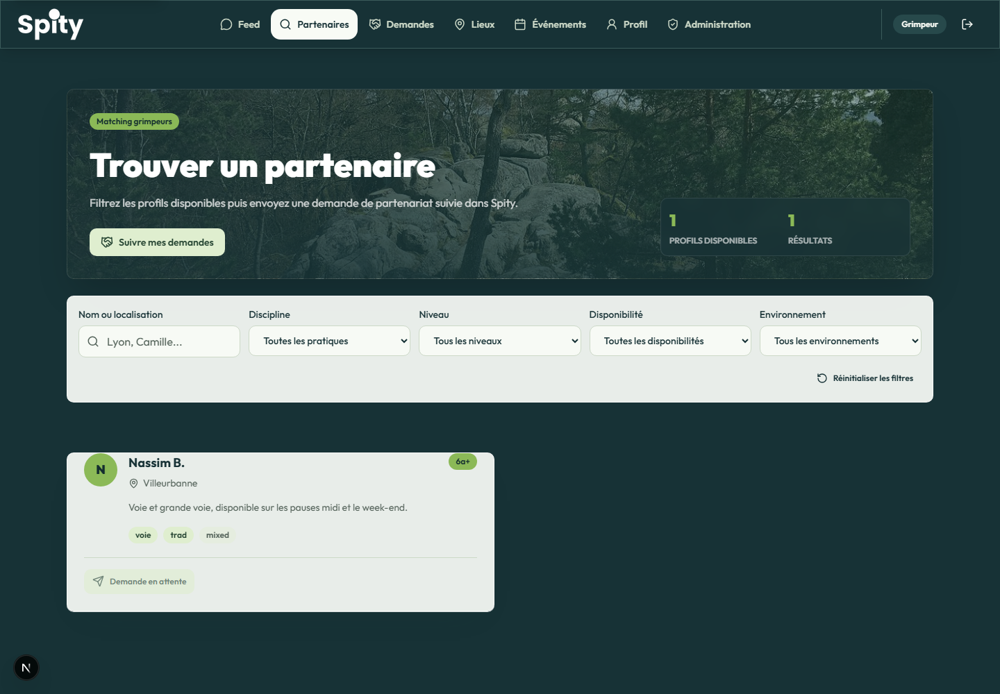 Spity
Feed
Partenaires
Demandes
Lieux
Événements
Profil
Administration
Grimpeur
Matching grimpeurs
Trouver un partenaire
Filtrez les profils disponibles puis envoyez une demande de partenariat suivie dans Spity.
Suivre mes demandes
1
PROFILS DISPONIBLES
1
RÉSULTATS
Nom ou localisation
Lyon, Camille...
Discipline
Toutes les pratiques
Niveau
Tous les niveaux
Disponibilité
Toutes les disponibilités
Environnement
Tous les environnements
Réinitialiser les filtres
N
Nassim B.
6a+
Villeurbanne
Voie et grande voie, disponible sur les pauses midi et le week-end.
voie
trad
mixed
Demande en attente
N